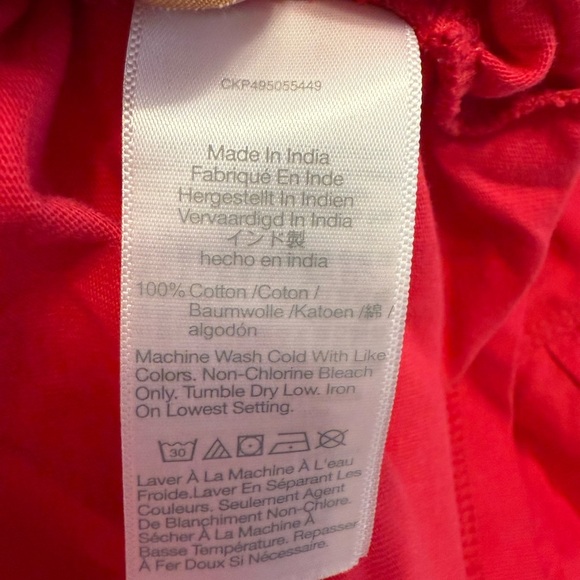 CKP495055449
Made In India
Fabriqué En Inde
Hergestellt In Indien
Vervaardigd In India
インド製
hecho en india
100% Cotton /Coton /
Baumwolle /Katoen /綿 /
algodón
Machine Wash Cold With Like
Colors. Non-Chlorine Bleach
Only. Tumble Dry Low. Iron
On Lowest Setting.
30
Laver À La Machine À L'eau
Froide.Laver En Séparant Les
Couleurs. Seulement Agent
De Blanchiment Non-Chlore.
Sécher À La Machine À
Basse Température. Repasser
À Fer Doux Si Nécessaire.